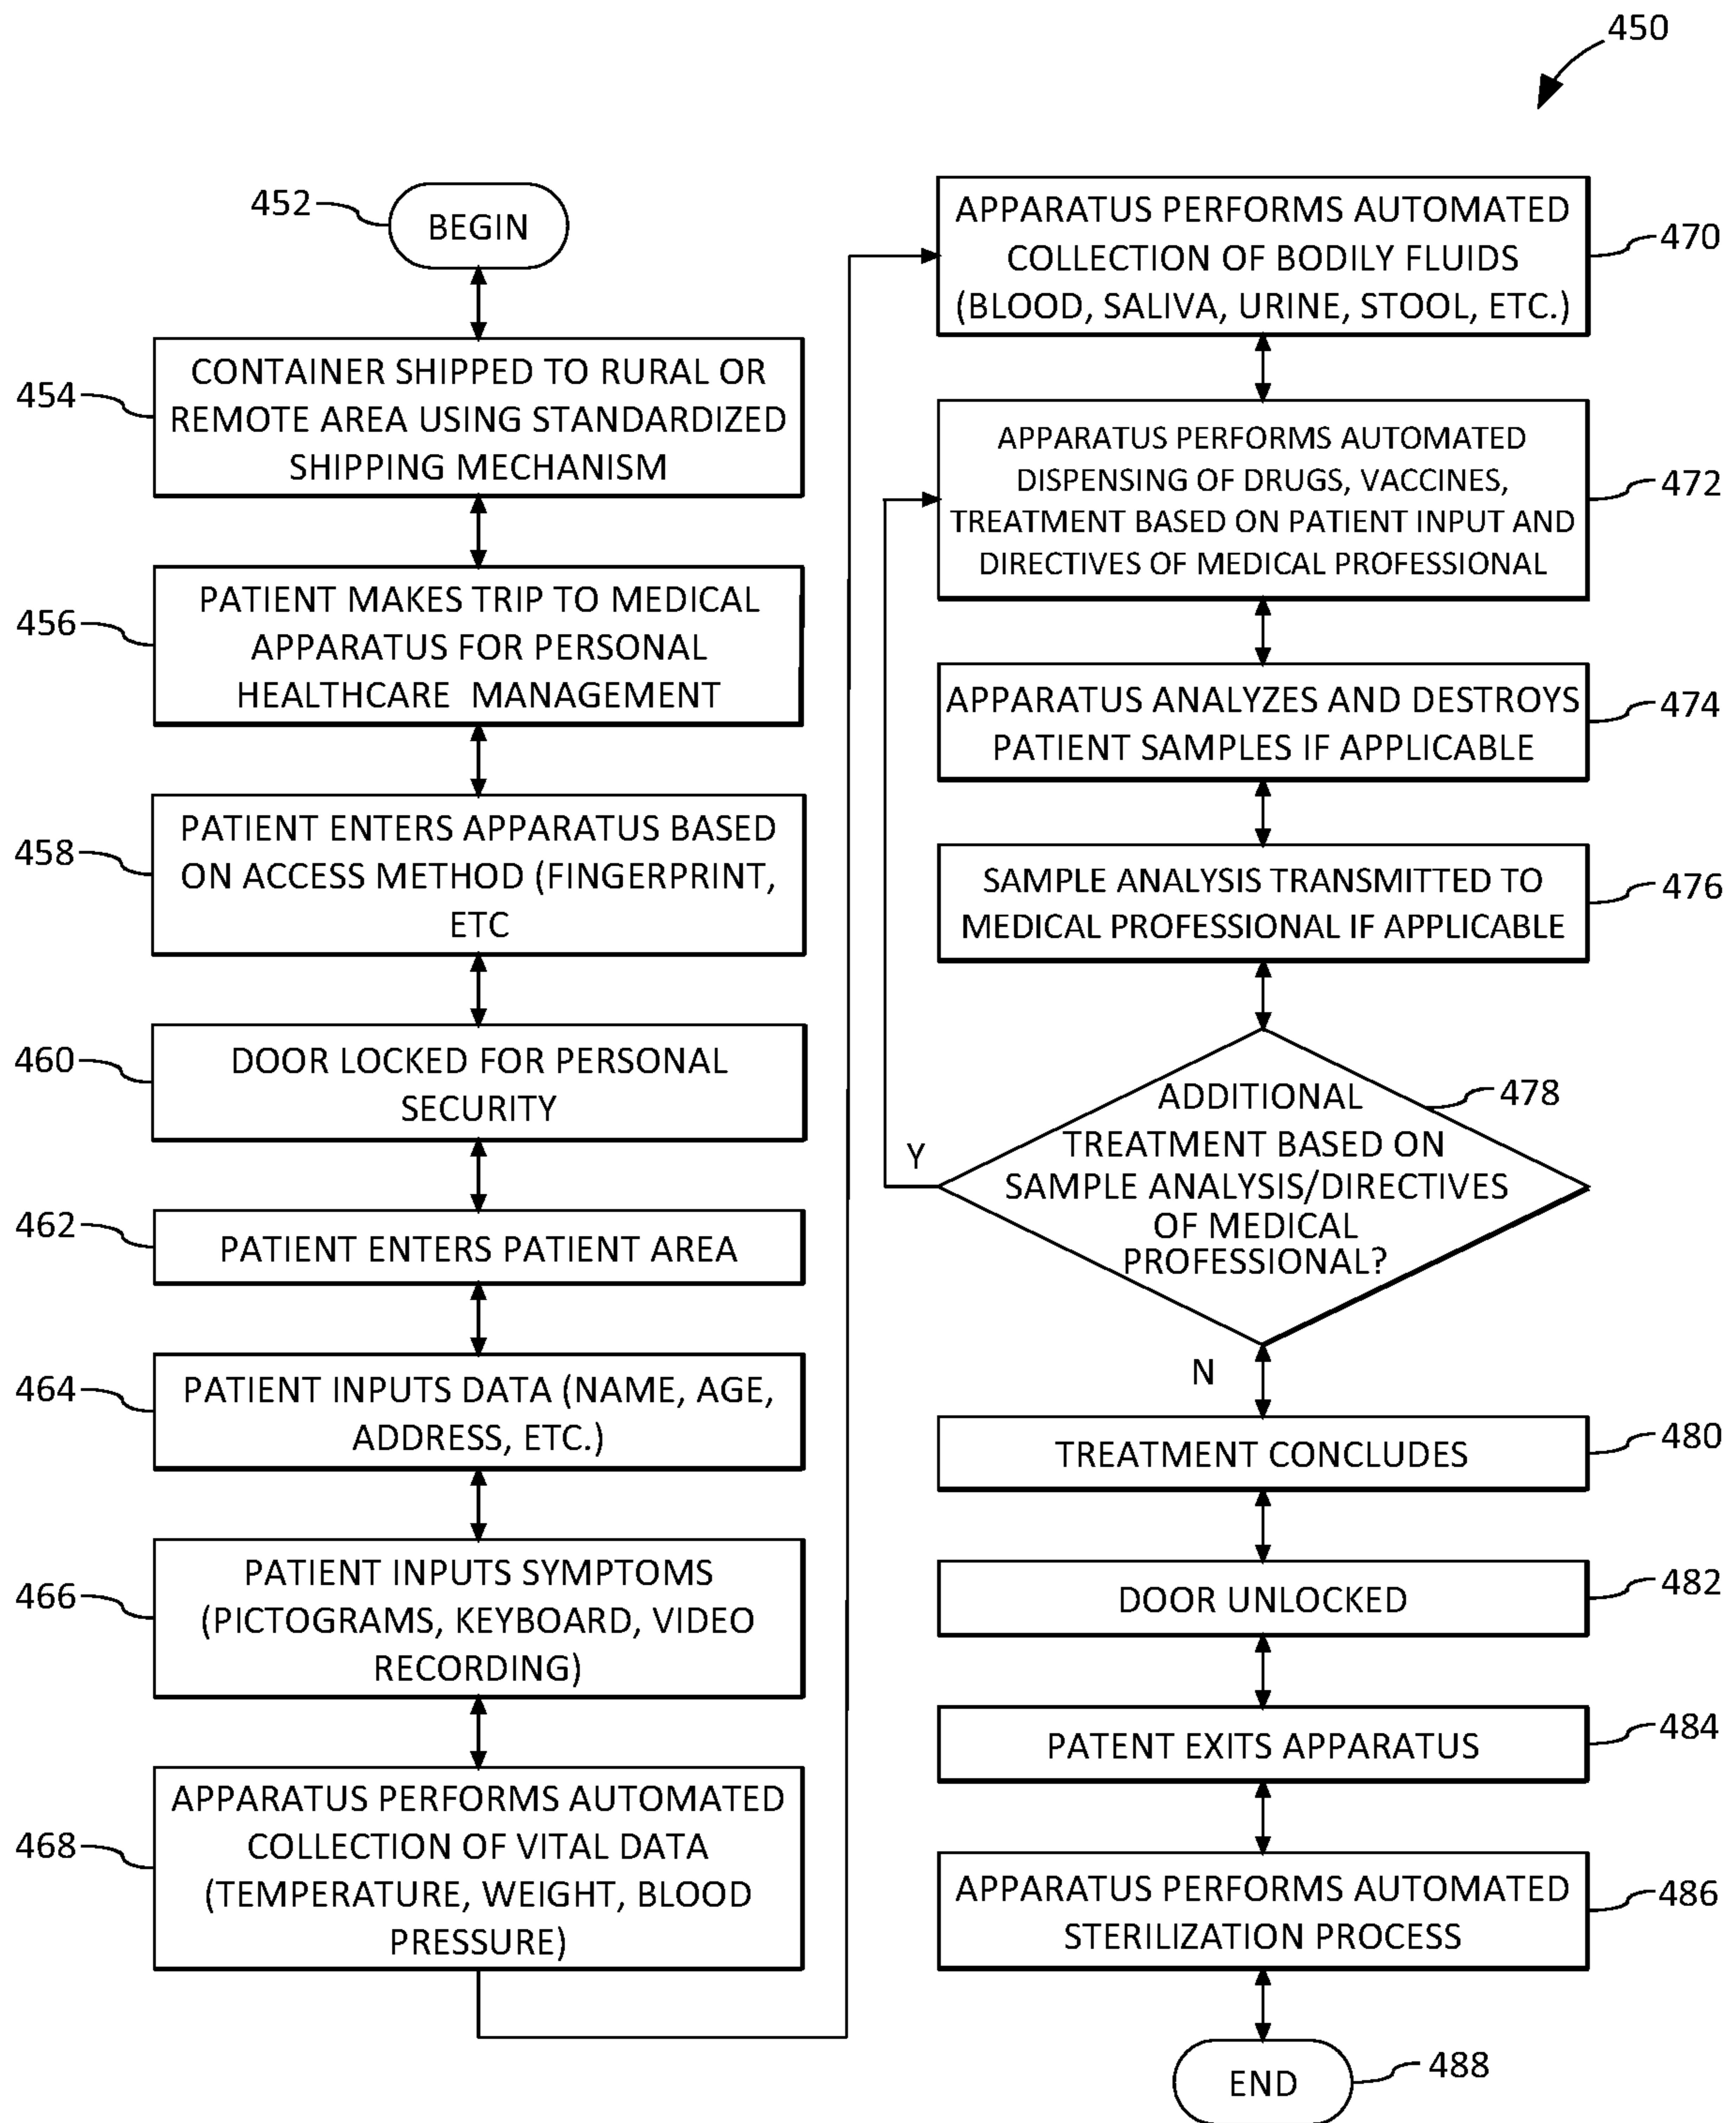 450
452
BEGIN
454
CONTAINER SHIPPED TO RURAL OR
REMOTE AREA USING STANDARDIZED
SHIPPING MECHANISM
456
PATIENT MAKES TRIP TO MEDICAL
APPARATUS FOR PERSONAL
HEALTHCARE MANAGEMENT
458
PATIENT ENTERS APPARATUS BASED
ON ACCESS METHOD (FINGERPRINT,
ETC
460
DOOR LOCKED FOR PERSONAL
SECURITY
462
PATIENT ENTERS PATIENT AREA
464
PATIENT INPUTS DATA (NAME, AGE,
ADDRESS, ETC.)
466
PATIENT INPUTS SYMPTOMS
(PICTOGRAMS, KEYBOARD, VIDEO
RECORDING)
468
APPARATUS PERFORMS AUTOMATED
COLLECTION OF VITAL DATA
(TEMPERATURE, WEIGHT, BLOOD
PRESSURE)
APPARATUS PERFORMS AUTOMATED
COLLECTION OF BODILY FLUIDS
(BLOOD, SALIVA, URINE, STOOL, ETC.)
470
APPARATUS PERFORMS AUTOMATED
DISPENSING OF DRUGS, VACCINES,
TREATMENT BASED ON PATIENT INPUT AND
DIRECTIVES OF MEDICAL PROFESSIONAL
472
APPARATUS ANALYZES AND DESTROYS
PATIENT SAMPLES IF APPLICABLE
474
SAMPLE ANALYSIS TRANSMITTED TO
MEDICAL PROFESSIONAL IF APPLICABLE
476
ADDITIONAL
TREATMENT BASED ON
SAMPLE ANALYSIS/DIRECTIVES
OF MEDICAL
PROFESSIONAL?
478
Y
N
TREATMENT CONCLUDES
480
DOOR UNLOCKED
482
PATENT EXITS APPARATUS
484
APPARATUS PERFORMS AUTOMATED
STERILIZATION PROCESS
486
END
488